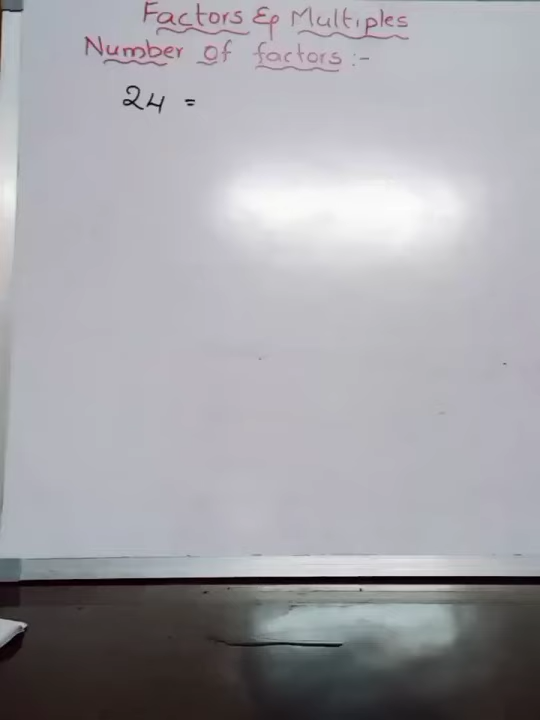 Factors & Multiples
Number of factors :-
24 =